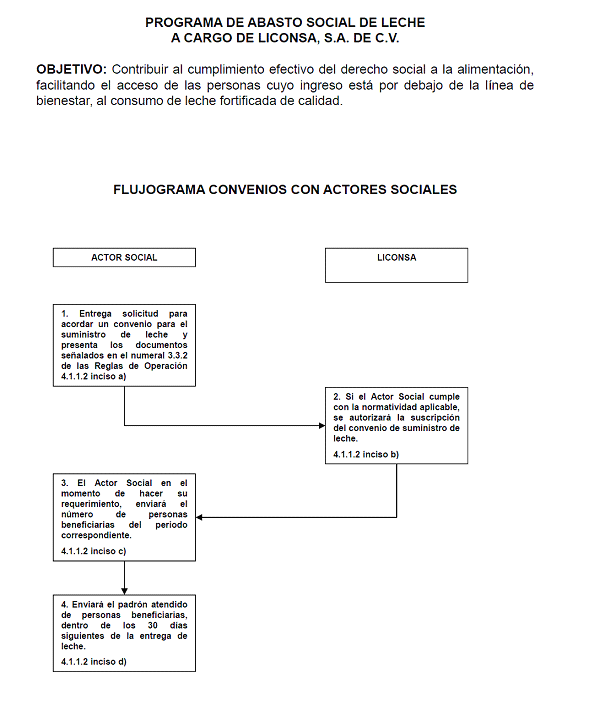 PROGRAMA DE ABASTO SOCIAL DE LECHE
A CARGO DE LICONSA, S.A. DE C.V.
OBJETIVO: Contribuir al cumplimiento efectivo del derecho social a la alimentación,
facilitando el acceso de las personas cuyo ingreso está por debajo de la línea de
bienestar, al consumo de leche fortificada de calidad.
FLUJOGRAMA CONVENIOS CON ACTORES SOCIALES
ACTOR SOCIAL
LICONSA
1. Entrega solicitud para
acordar un convenio para el
suministro de leche y
presenta los documentos
señalados en el numeral 3.3.2
de las Reglas de Operación
4.1.1.2 inciso a)
2. Si el Actor Social cumple
con la normatividad aplicable,
se autorizará la suscripción
del convenio de suministro de
leche.
4.1.1.2 inciso b)
3. El Actor Social en el
momento de hacer su
requerimiento, enviará el
número de personas
beneficiarias del periodo
correspondiente.
4.1.1.2 inciso c)
4. Enviará el padrón atendido
de personas beneficiarias,
dentro de los 30 días
siguientes de la entrega de
leche.
4.1.1.2 inciso d)